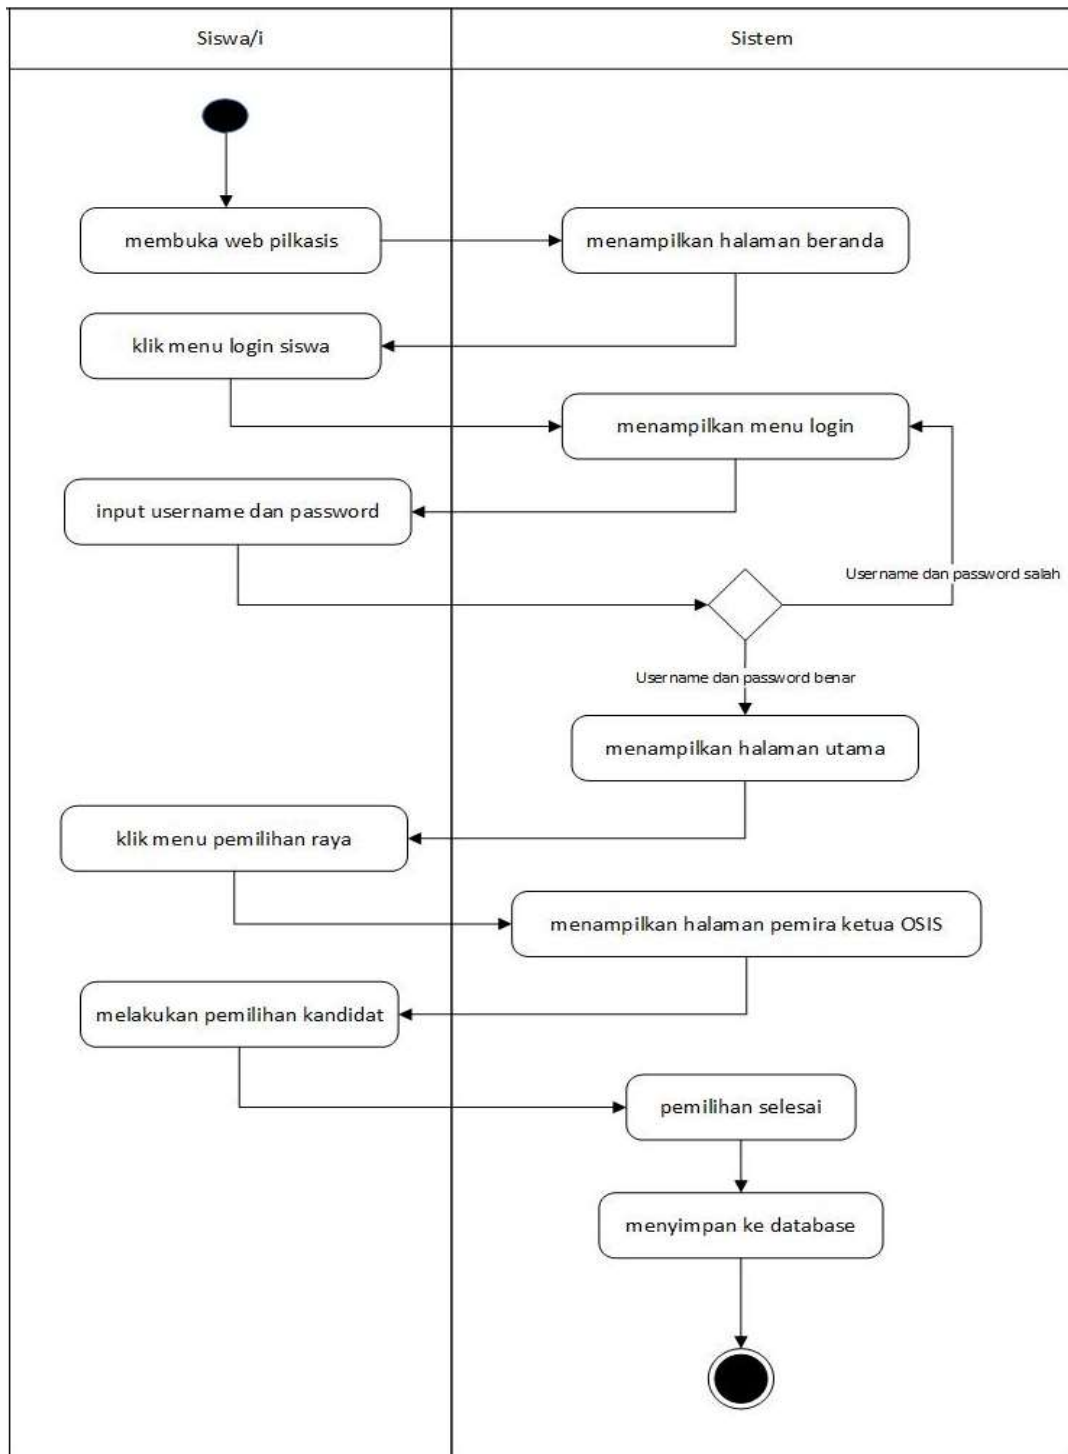 Siswa/i
Sistem
membuka web pilkasis
menampilkan halaman beranda
klik menu login siswa
menampilkan menu login
input username dan password
Username dan password salah
Username dan password benar
menampilkan halaman utama
klik menu pemilihan raya
menampilkan halaman pemira ketua OSIS
melakukan pemilihan kandidat
pemilihan selesai
menyimpan ke database